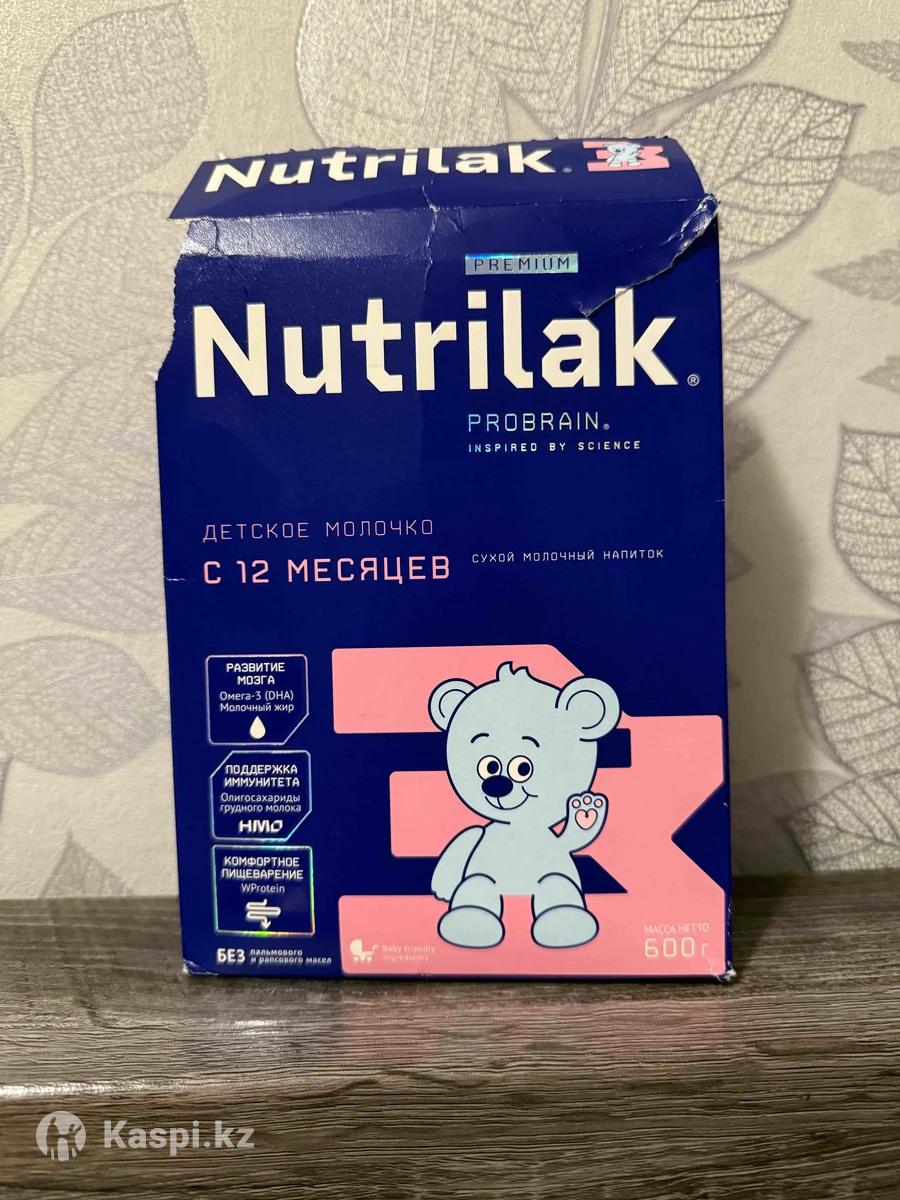 Nutrilak®
PREMIUM
Nutrilak®
PROBRAIN®
INSPIRED BY SCIENCE
ДЕТСКОЕ МОЛОЧКО
С 12 МЕСЯЦЕВ
СУХОЙ МОЛОЧНЫЙ НАПИТОК
РАЗВИТИЕ
МОЗГА
Омега-3 (DHA)
Молочный жир
ПОДДЕРЖКА
ИММУНИТЕТА
Олигосахариды
грудного молока
HMO
КОМФОРТНОЕ
ПИЩЕВАРЕНИЕ
WProtein
БЕЗ пальмового
и рапсового масел
Baby friendly
ingredients
3
МАССА НЕТТО
600 г
Kaspi.kz